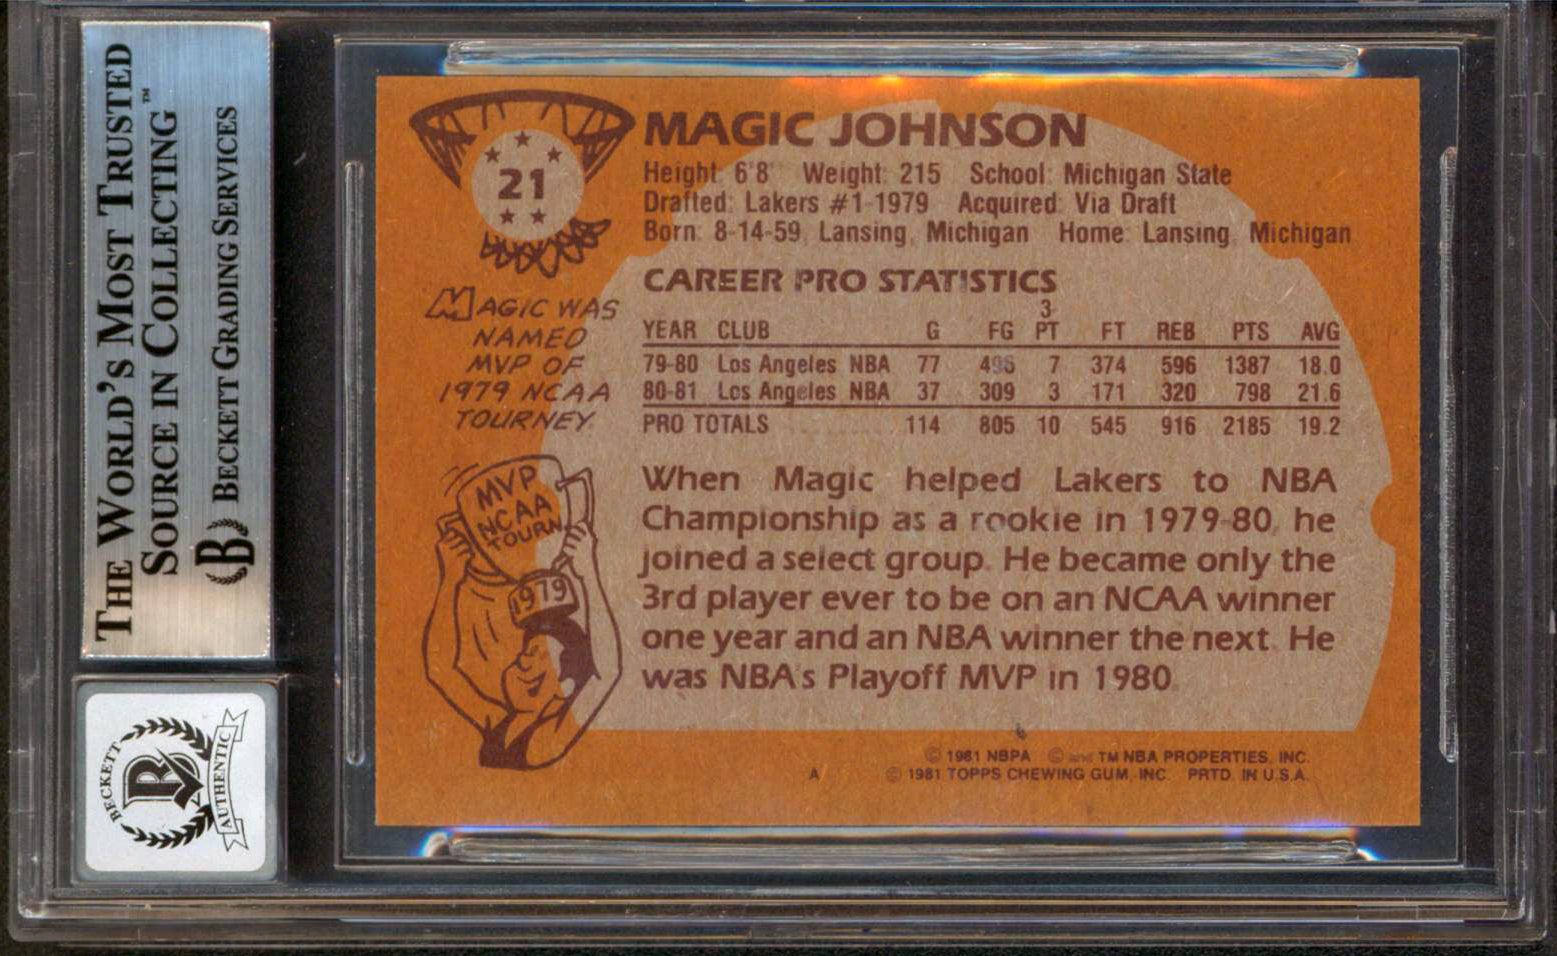 THE WORLD'S MOST TRUSTED
SOURCE IN COLLECTING™
B BECKETT GRADING SERVICES
BECKETT
B
AUTHENTIC
21
MAGIC JOHNSON
Height: 6'8" Weight: 215 School: Michigan State
Drafted: Lakers #1-1979 Acquired: Via Draft
Born: 8-14-59, Lansing, Michigan Home: Lansing, Michigan
MAGIC WAS
NAMED
MVP OF
1979 NCAA
TOURNEY.
MVP
NCAA
TOURN
1979
CAREER PRO STATISTICS
YEAR CLUB G FG 3-PT FT REB PTS AVG
79-80 Los Angeles NBA 77 496 7 374 596 1387 18.0
80-81 Los Angeles NBA 37 309 3 171 320 798 21.6
PRO TOTALS 114 805 10 545 916 2185 19.2
When Magic helped Lakers to NBA
Championship as a rookie in 1979-80, he
joined a select group. He became only the
3rd player ever to be on an NCAA winner
one year and an NBA winner the next. He
was NBA's Playoff MVP in 1980.
© 1981 NBPA © and TM NBA PROPERTIES, INC.
A © 1981 TOPPS CHEWING GUM, INC. PRTD. IN U.S.A.